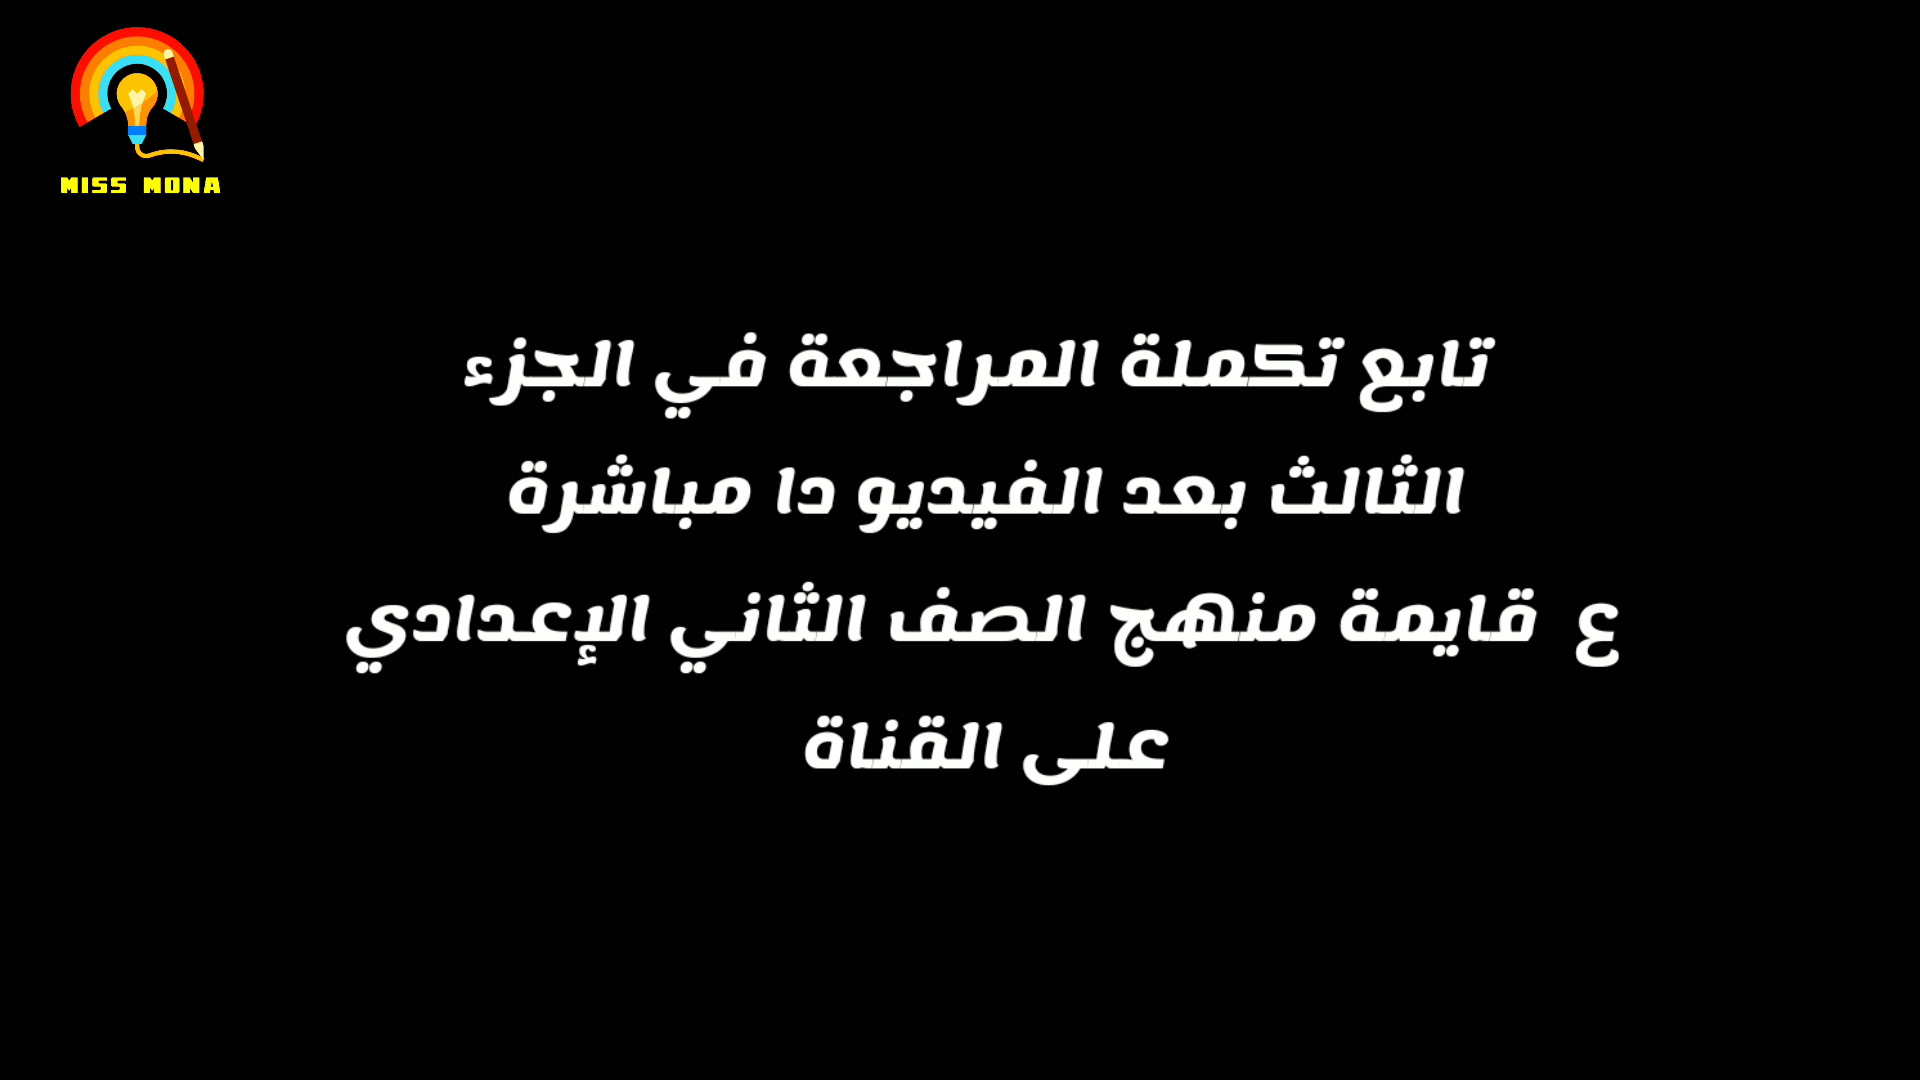 MISS MONA
تابع تكملة المراجعة في الجزء
الثالث بعد الفيديو دا مباشرة
ع قايمة منهج الصف الثاني الإعدادي
على القناة